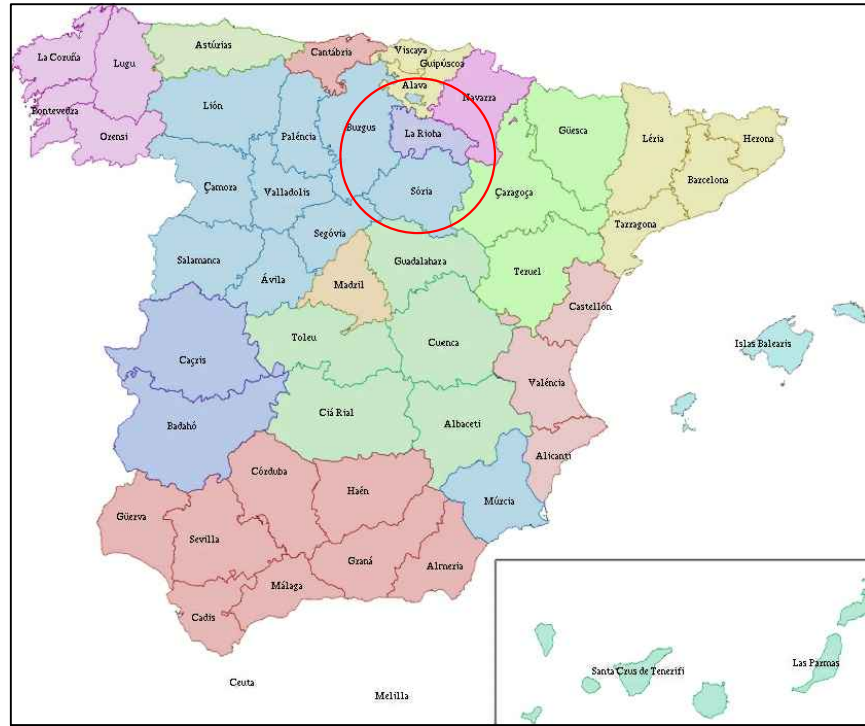 La Coruña
Lugu
Astúrias
Cantábria
Viscaya
Guipúscoa
Alava
Navarra
Pontevedra
Orensi
Lión
Paléncia
Burgus
La Rioha
Güesca
Léria
Herona
Barcelona
Çamora
Valladolis
Sória
Çaragoça
Tarragona
Segóvia
Salamanca
Ávila
Madril
Guadalahara
Teruel
Castellón
Islas Balearis
Caçris
Toleu
Cuenca
Valéncia
Badahó
Ciá Rial
Albaceti
Alicanti
Córduba
Haén
Múrcia
Güerva
Sevilla
Graná
Almeria
Málaga
Cadis
Ceuta
Melilla
Santa Crus de Tenerifi
Las Parmas